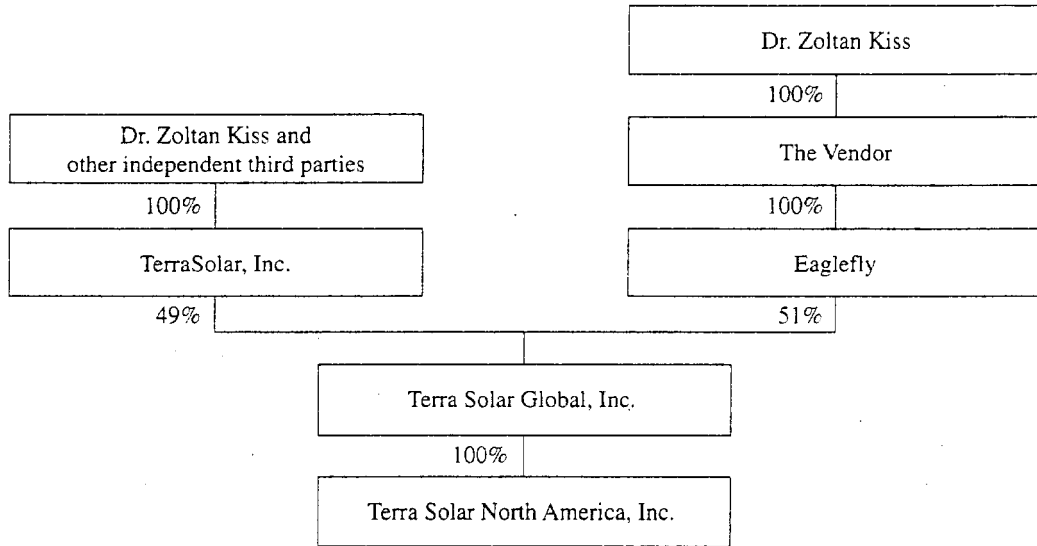 Dr. Zoltan Kiss
100%
Dr. Zoltan Kiss and
other independent third parties
The Vendor
100%
100%
TerraSolar, Inc.
Eaglefly
49%
51%
Terra Solar Global, Inc.
100%
Terra Solar North America, Inc.